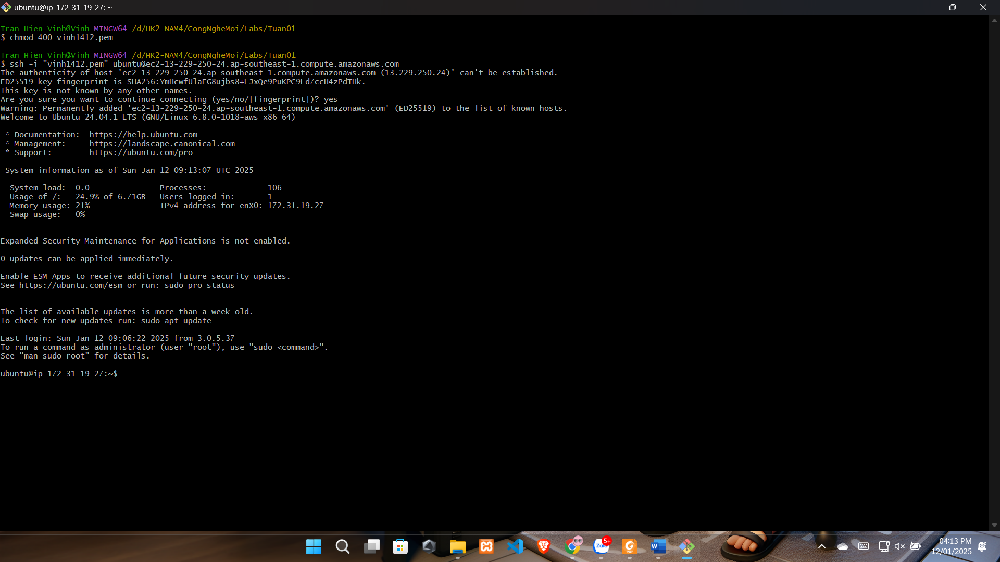 ubuntu@ip-172-31-19-27: ~
Tran Hien Vinh@Vinh MINGW64 /d/HK2-NAM4/CongNgheMoi/Labs/Tuan01
$ chmod 400 vinh1412.pem
Tran Hien Vinh@Vinh MINGW64 /d/HK2-NAM4/CongNgheMoi/Labs/Tuan01
$ ssh -i "vinh1412.pem" ubuntu@ec2-13-229-250-24.ap-southeast-1.compute.amazonaws.com
The authenticity of host 'ec2-13-229-250-24.ap-southeast-1.compute.amazonaws.com (13.229.250.24)' can't be established.
ED25519 key fingerprint is SHA256:YmHcwfUlaEG8ujbs8+LJxQe9PuKPC9Ld7ccH4zPdTHk.
This key is not known by any other names.
Are you sure you want to continue connecting (yes/no/[fingerprint])? yes
Warning: Permanently added 'ec2-13-229-250-24.ap-southeast-1.compute.amazonaws.com' (ED25519) to the list of known hosts.
Welcome to Ubuntu 24.04.1 LTS (GNU/Linux 6.8.0-1018-aws x86_64)
* Documentation:  https://help.ubuntu.com
* Management:     https://landscape.canonical.com
* Support:        https://ubuntu.com/pro
System information as of Sun Jan 12 09:13:07 UTC 2025
System load:  0.0               Processes:             106
Usage of /:   24.9% of 6.71GB   Users logged in:       1
Memory usage: 21%               IPv4 address for enX0: 172.31.19.27
Swap usage:   0%
Expanded Security Maintenance for Applications is not enabled.
0 updates can be applied immediately.
Enable ESM Apps to receive additional future security updates.
See https://ubuntu.com/esm or run: sudo pro status
The list of available updates is more than a week old.
To check for new updates run: sudo apt update
Last login: Sun Jan 12 09:06:22 2025 from 3.0.5.37
To run a command as administrator (user "root"), use "sudo <command>".
See "man sudo_root" for details.
ubuntu@ip-172-31-19-27:~$
5+
Zalo
PDF
W
04:13 PM
12/01/2025